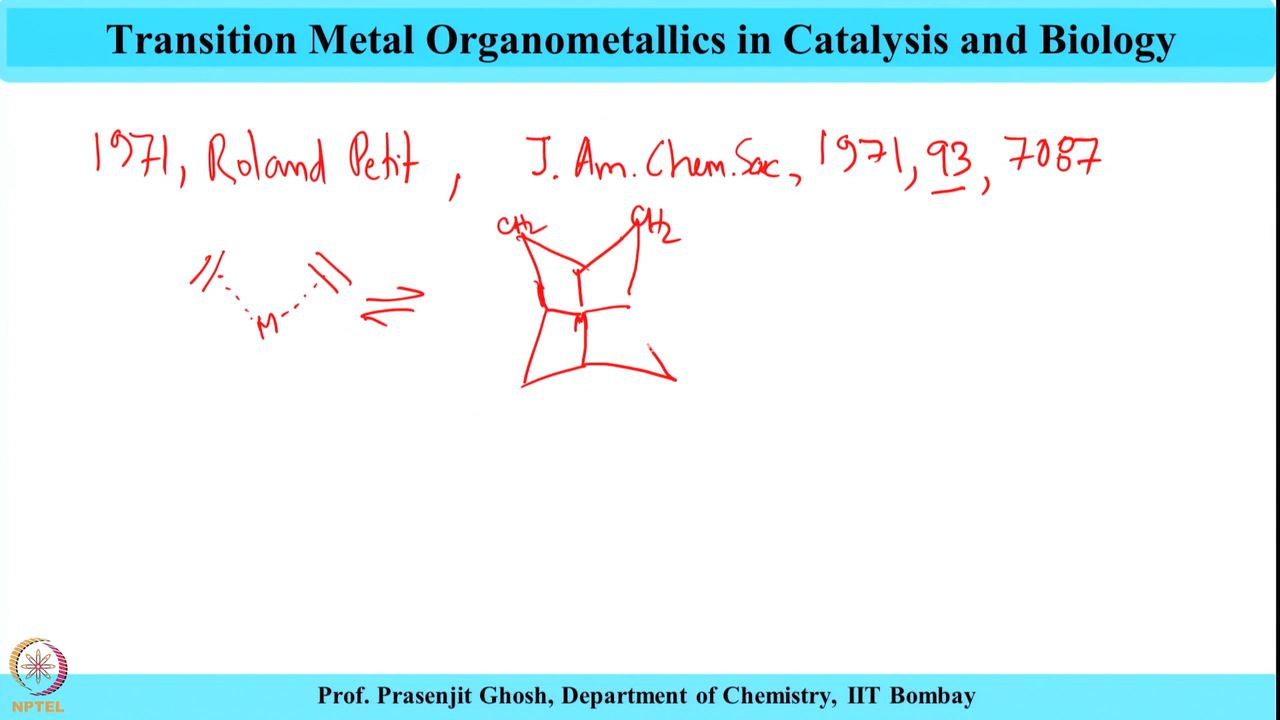 Transition Metal Organometallics in Catalysis and Biology
1971, Roland Petit, J. Am. Chem. Soc, 1971, 93, 7087
CH2 CH2
M
M
Prof. Prasenjit Ghosh, Department of Chemistry, IIT Bombay
NPTEL